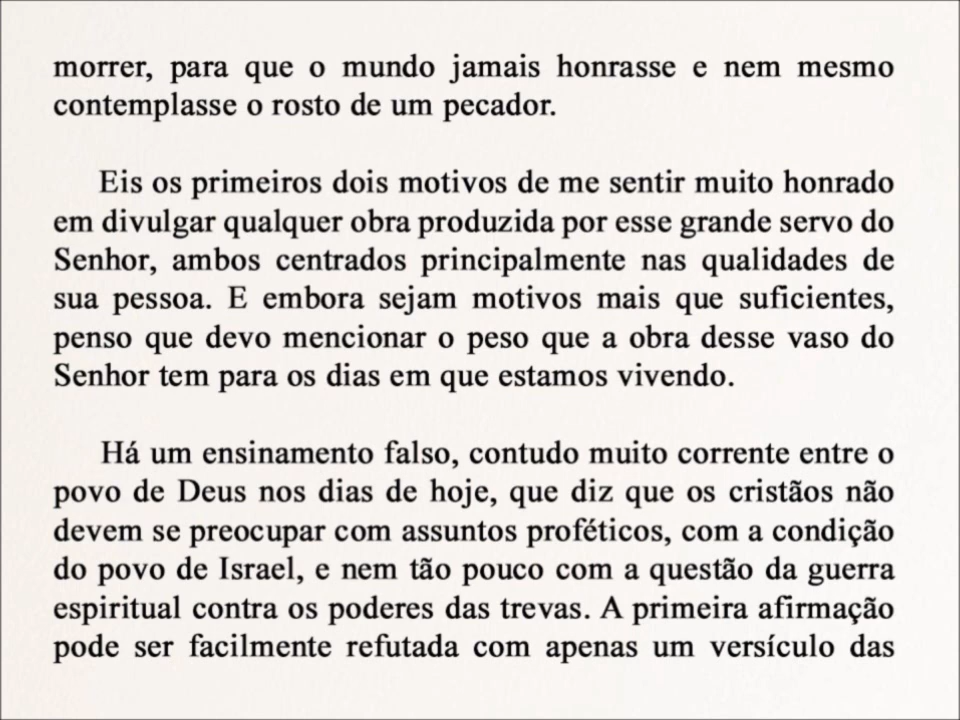 morrer, para que o mundo jamais honrasse e nem mesmo
contemplasse o rosto de um pecador.
Eis os primeiros dois motivos de me sentir muito honrado
em divulgar qualquer obra produzida por esse grande servo do
Senhor, ambos centrados principalmente nas qualidades de
sua pessoa. E embora sejam motivos mais que suficientes,
penso que devo mencionar o peso que a obra desse vaso do
Senhor tem para os dias em que estamos vivendo.
Há um ensinamento falso, contudo muito corrente entre o
povo de Deus nos dias de hoje, que diz que os cristãos não
devem se preocupar com assuntos proféticos, com a condição
do povo de Israel, e nem tão pouco com a questão da guerra
espiritual contra os poderes das trevas. A primeira afirmação
pode ser facilmente refutada com apenas um versículo das